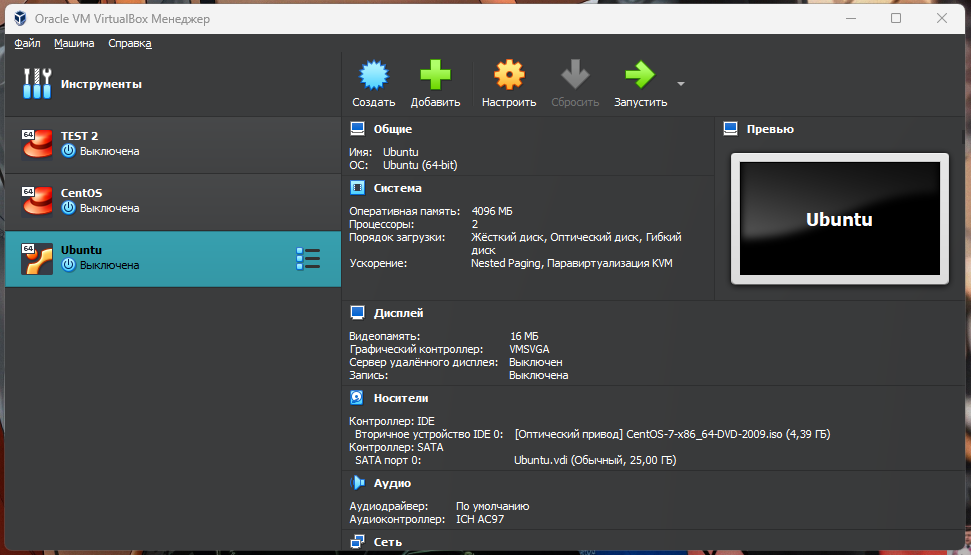 Oracle VM VirtualBox Менеджер
Файл Машина Справка
Инструменты
Создать Добавить Настроить Сбросить Запустить
64 TEST 2
Выключена
64 CentOS
Выключена
64 Ubuntu
Выключена
Общие
Имя: Ubuntu
ОС: Ubuntu (64-bit)
Система
Оперативная память: 4096 МБ
Процессоры: 2
Порядок загрузки: Жёсткий диск, Оптический диск, Гибкий
диск
Ускорение: Nested Paging, Паравиртуализация KVM
Превью
Ubuntu
Дисплей
Видеопамять: 16 МБ
Графический контроллер: VMSVGA
Сервер удалённого дисплея: Выключен
Запись: Выключена
Носители
Контроллер: IDE
Вторичное устройство IDE 0: [Оптический привод] CentOS-7-x86_64-DVD-2009.iso (4,39 ГБ)
Контроллер: SATA
SATA порт 0: Ubuntu.vdi (Обычный, 25,00 ГБ)
Аудио
Аудиодрайвер: По умолчанию
Аудиоконтроллер: ICH AC97
Сеть